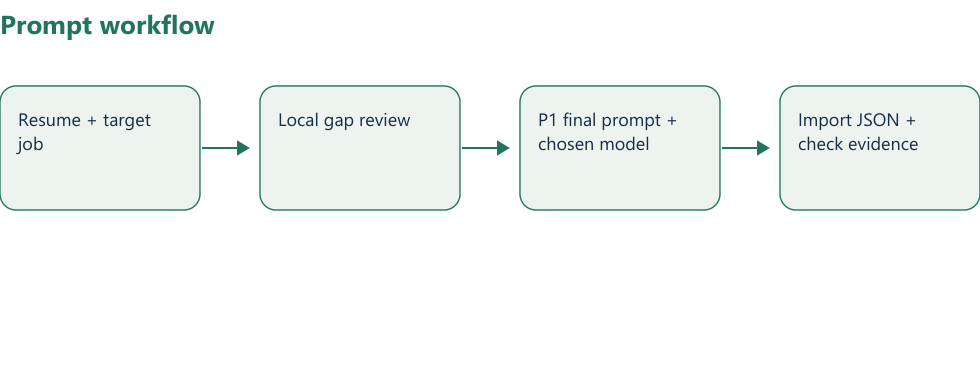 Prompt workflow
Resume + target
job
Local gap review
P1 final prompt +
chosen model
Import JSON +
check evidence